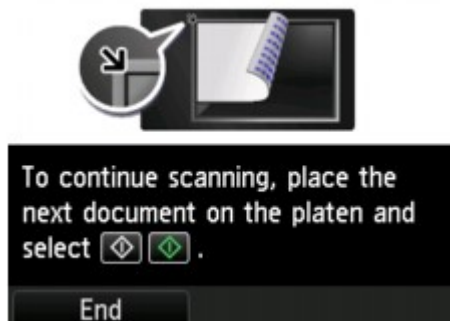 To continue scanning, place the
next document on the platen and
select .
End